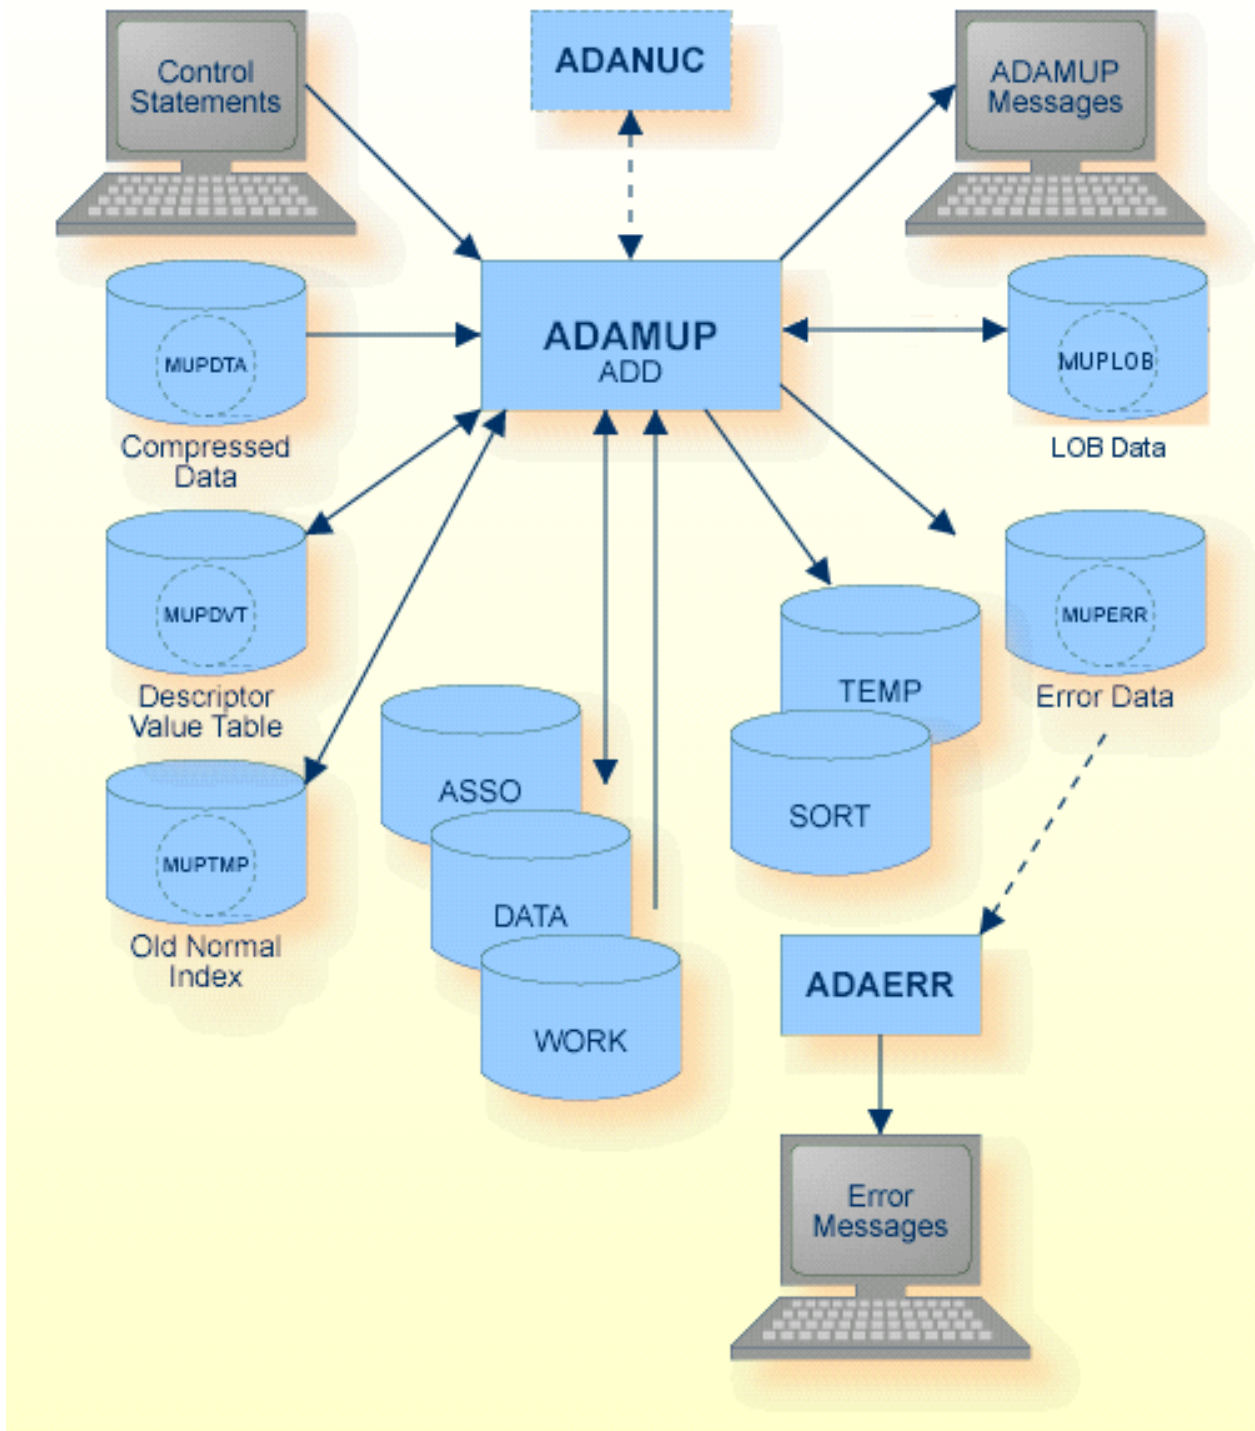 Control
Statements
ADANUC
ADAMUP
Messages
ADAMUP
ADD
MUPDTA
Compressed
Data
MUPLOB
LOB Data
MUPDVT
Descriptor
Value Table
MUPERR
Error Data
TEMP
SORT
MUPTMP
Old Normal
Index
ASSO
DATA
WORK
ADAERR
Error
Messages